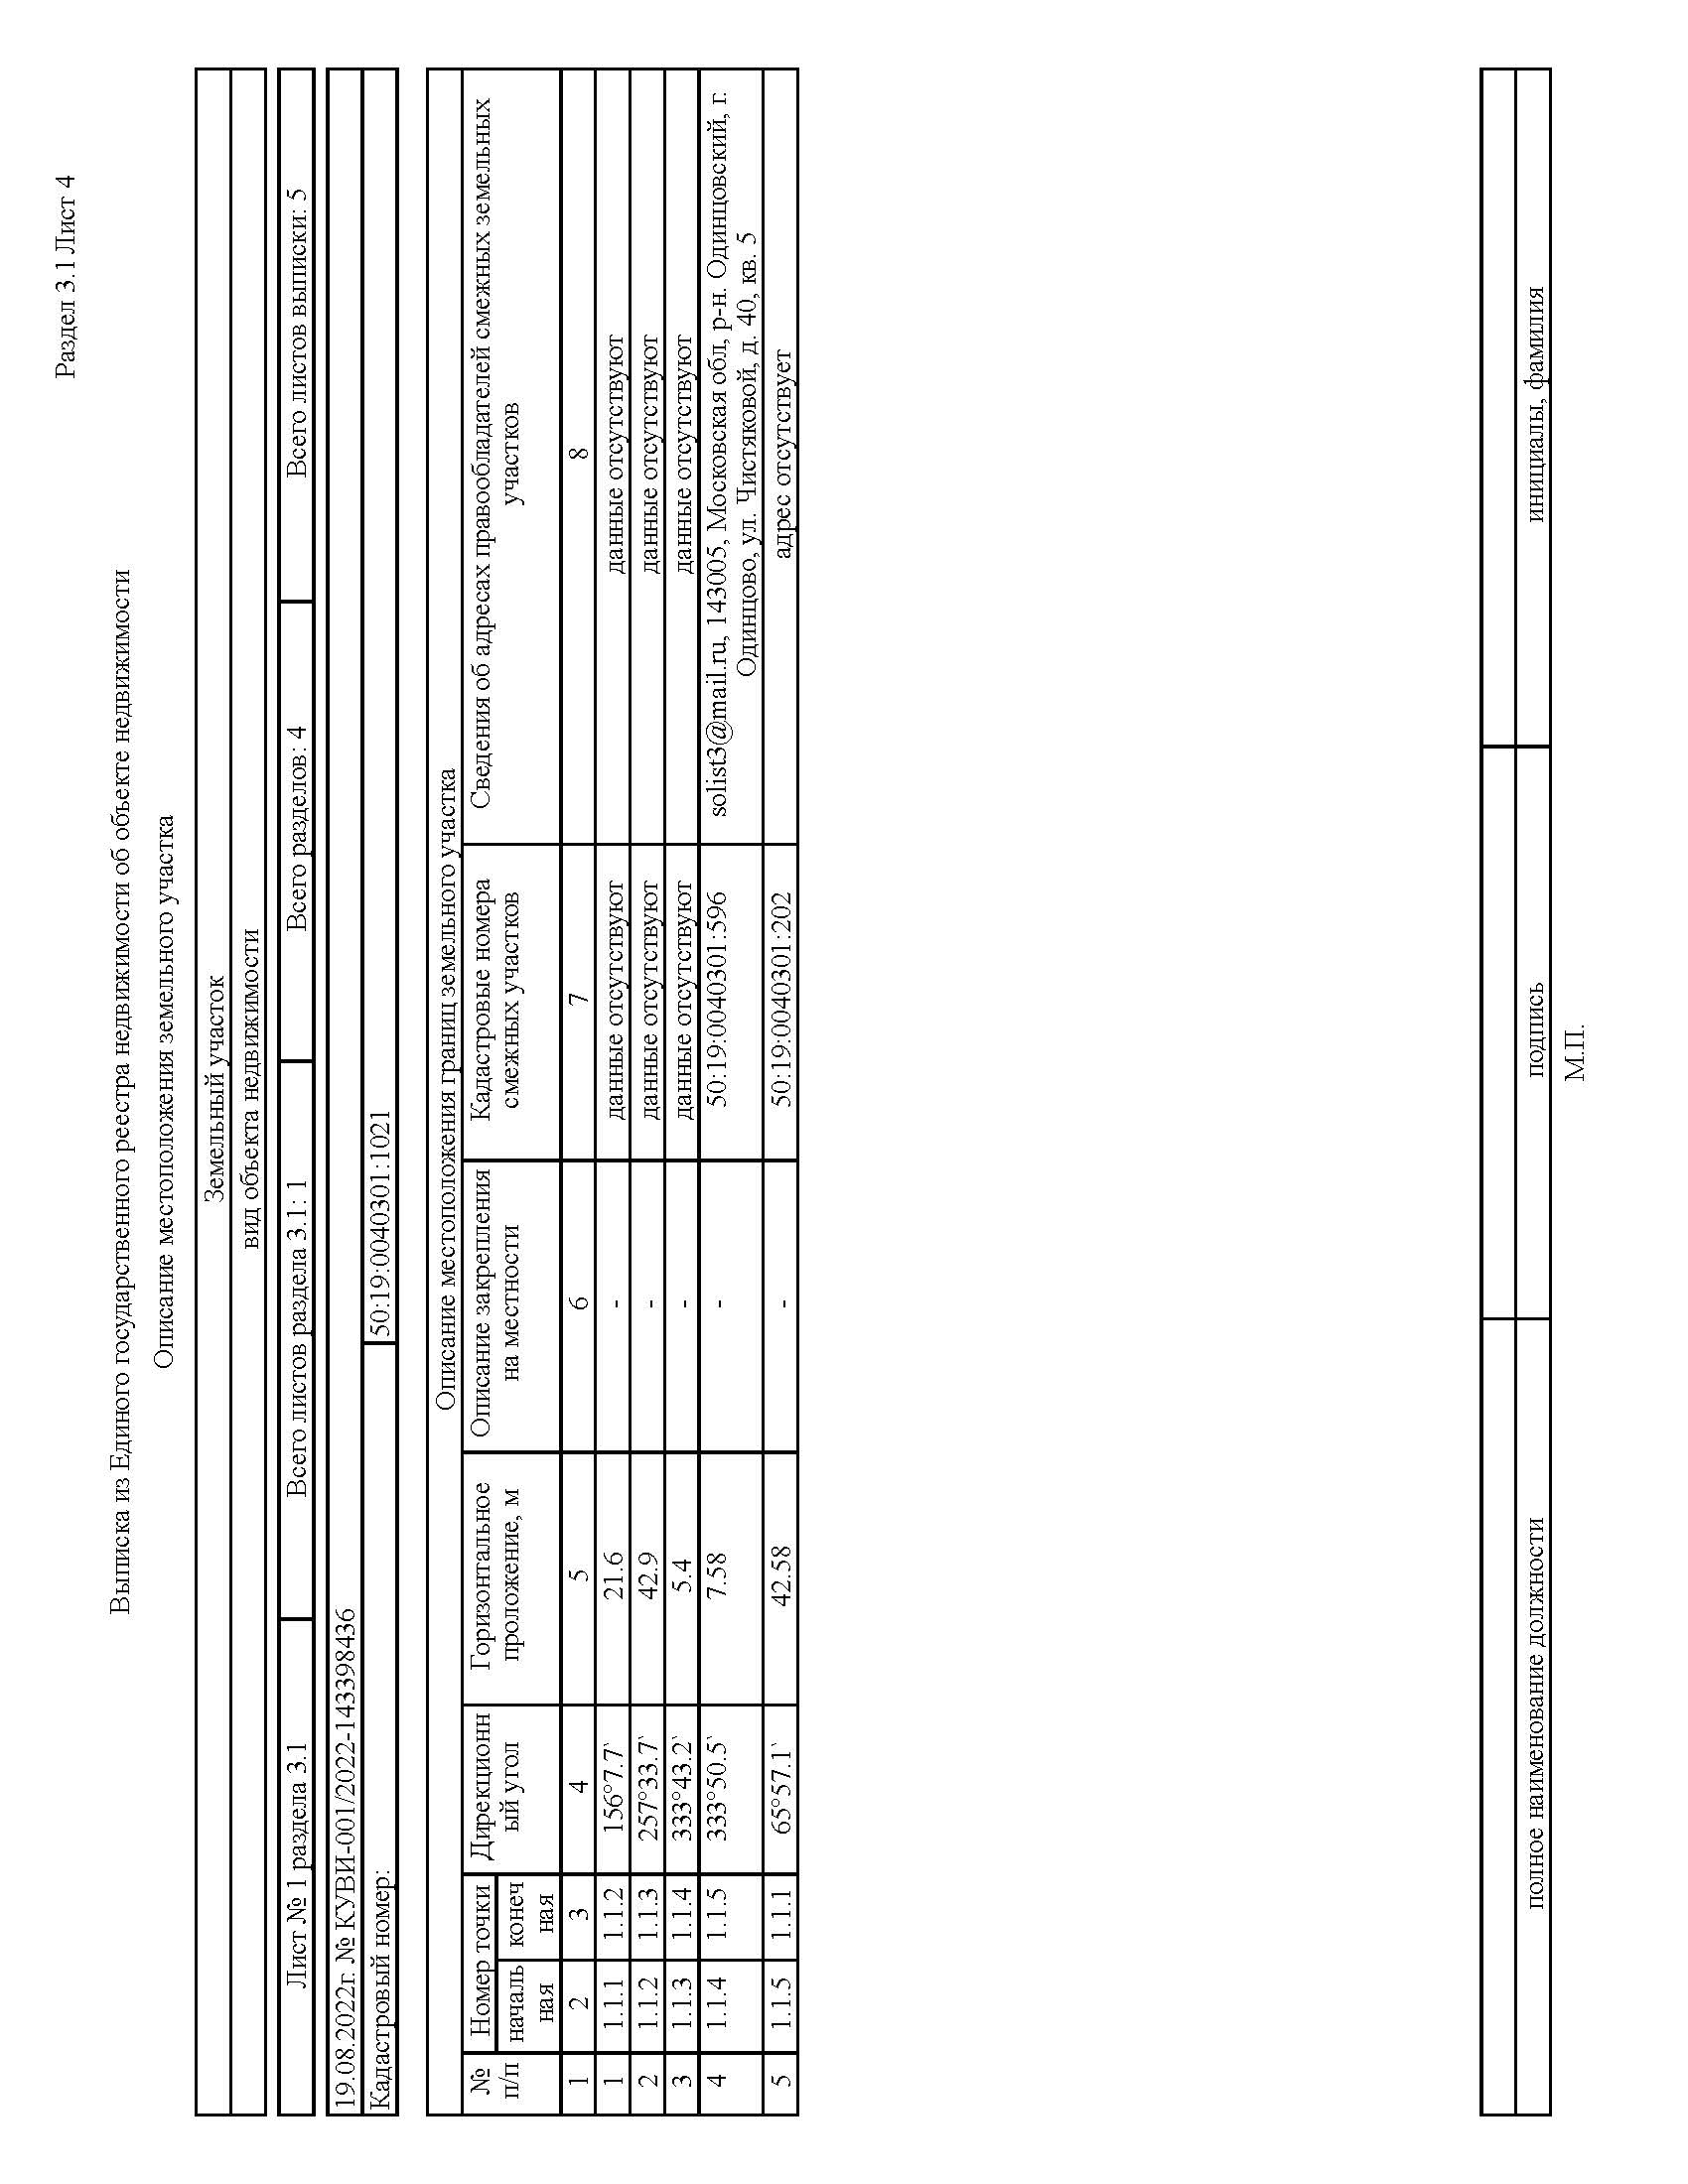 Раздел 3.1 Лист 4
Выписка из Единого государственного реестра недвижимости об объекте недвижимости
Описание местоположения земельного участка
Земельный участок
вид объекта недвижимости
Лист № 1 раздела 3.1 Всего листов раздела 3.1: 1 Всего разделов: 4 Всего листов выписки: 5
19.08.2022г. № КУВИ-001/2022-143398436
Кадастровый номер: 50:19:0040301:1021
Описание местоположения границ земельного участка
№ п/п Номер точки Дирекционн Горизонтальное Описание закрепления Кадастровые номера Сведения об адресах правообладателей смежных земельных
началь конеч ый угол проложение, м на местности смежных участков участков
ная ная
1 2 3 4 5 6 7 8
1 1.1.1 1.1.2 156°7.7` 21.6 - данные отсутствуют данные отсутствуют
2 1.1.2 1.1.3 257°33.7` 42.9 - данные отсутствуют данные отсутствуют
3 1.1.3 1.1.4 333°43.2` 5.4 - данные отсутствуют данные отсутствуют
4 1.1.4 1.1.5 333°50.5` 7.58 - 50:19:0040301:596 solist3@mail.ru, 143005, Московская обл, р-н. Одинцовский, г.
Одинцово, ул. Чистяковой, д. 40, кв. 5
5 1.1.5 1.1.1 65°57.1` 42.58 - 50:19:0040301:202 адрес отсутствует
полное наименование должности подпись инициалы, фамилия
М.П.